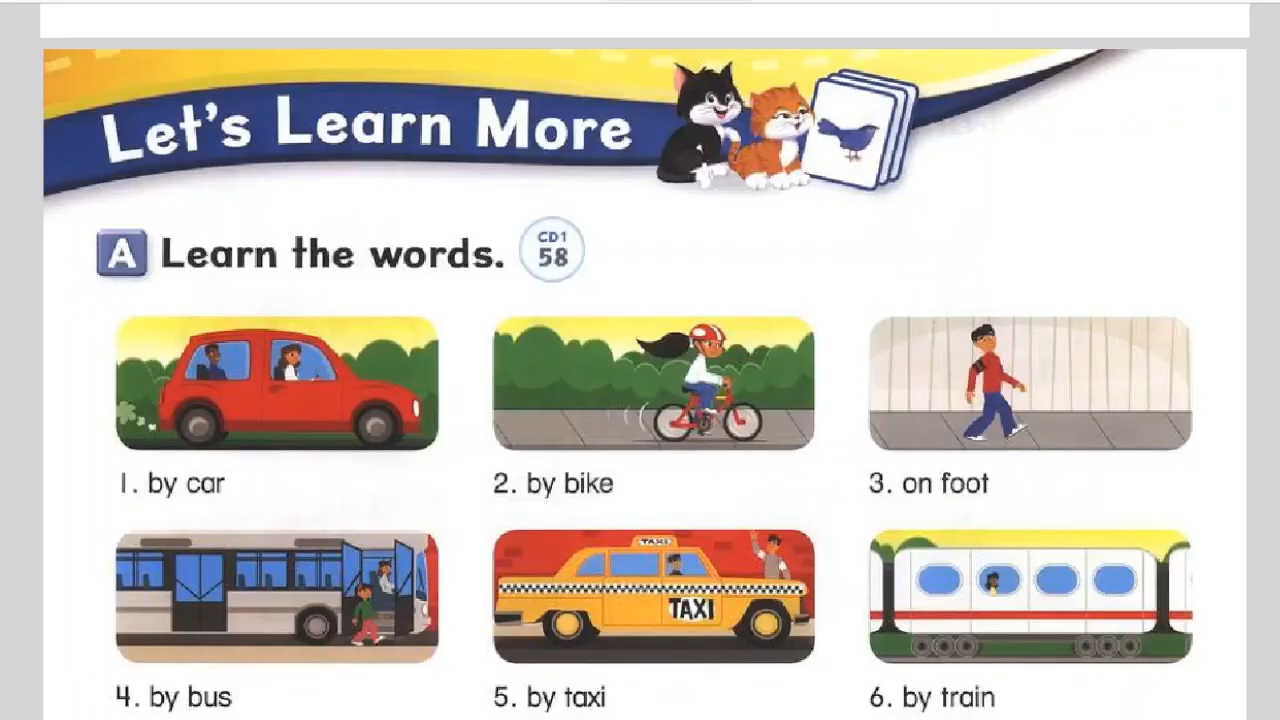 Let's Learn More
A Learn the words. CD1 58
1. by car
2. by bike
3. on foot
TAXI
TAXI
4. by bus
5. by taxi
6. by train